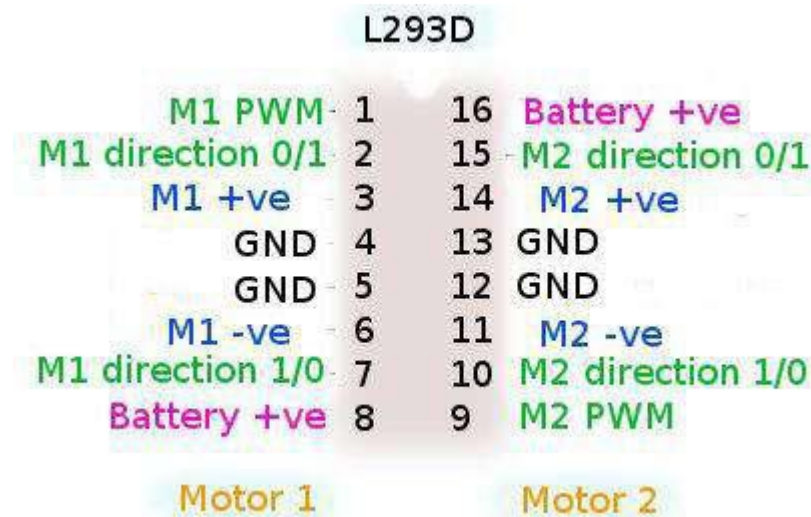 L293D
M1 PWM 1 16 Battery +ve
M1 direction 0/1 2 15 M2 direction 0/1
M1 +ve 3 14 M2 +ve
GND 4 13 GND
GND 5 12 GND
M1 -ve 6 11 M2 -ve
M1 direction 1/0 7 10 M2 direction 1/0
Battery +ve 8 9 M2 PWM
Motor 1 Motor 2